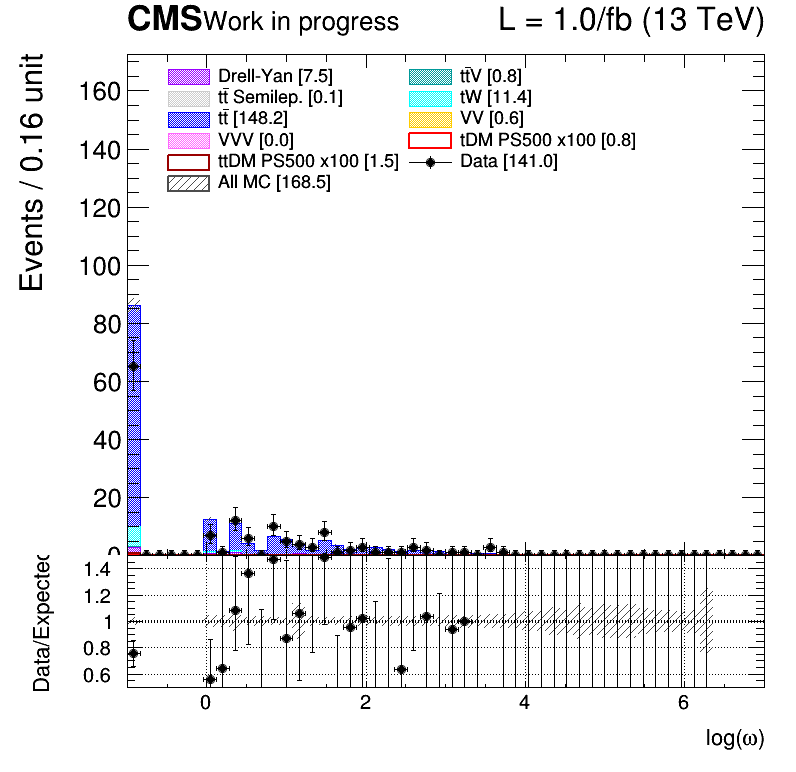 CMS Work in progress L = 1.0/fb (13 TeV)
Events / 0.16 unit
Drell-Yan [7.5] tt̄V [0.8]
tt̄ Semilep. [0.1] tW [11.4]
tt̄ [148.2] VV [0.6]
VVV [0.0] tDM PS500 x100 [0.8]
ttDM PS500 x100 [1.5] Data [141.0]
All MC [168.5]
160
140
120
100
80
60
40
20
0
Data/Expected
1.4
1.2
1
0.8
0.6
0 2 4 6
log(ω)